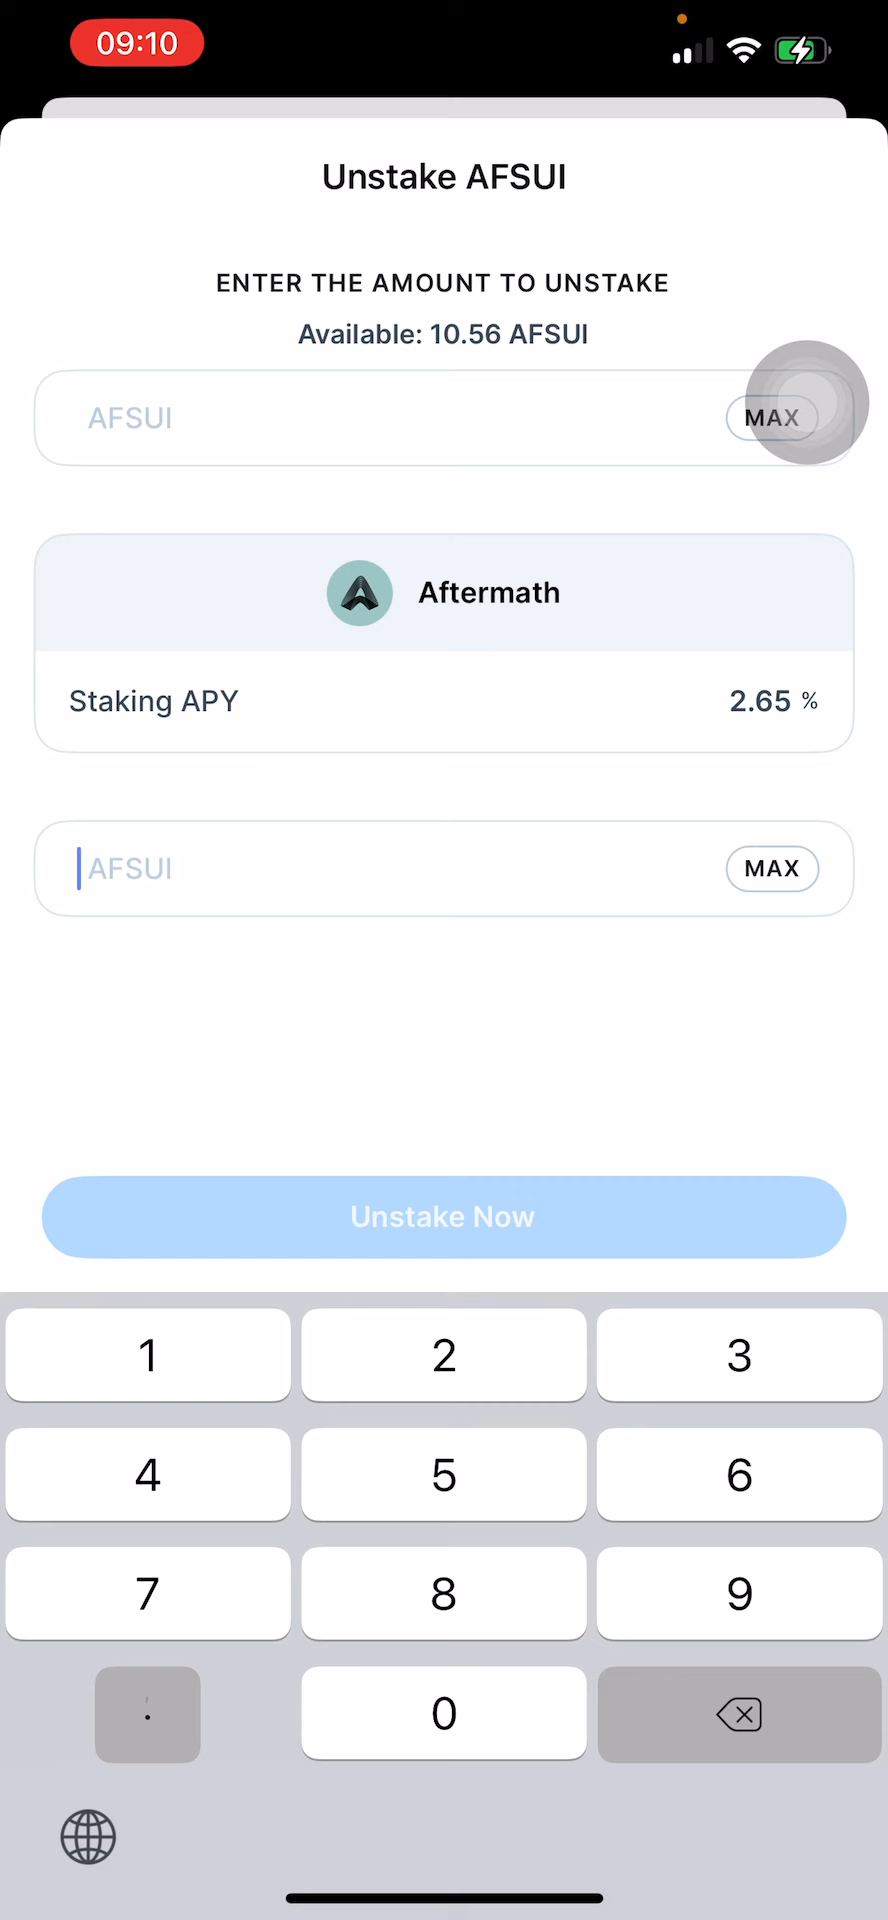 09:10
Unstake AFSUI
ENTER THE AMOUNT TO UNSTAKE
Available: 10.56 AFSUI
AFSUI MAX
Aftermath
Staking APY 2.65 %
AFSUI MAX
Unstake Now
1 2 3
4 5 6
7 8 9
. 0